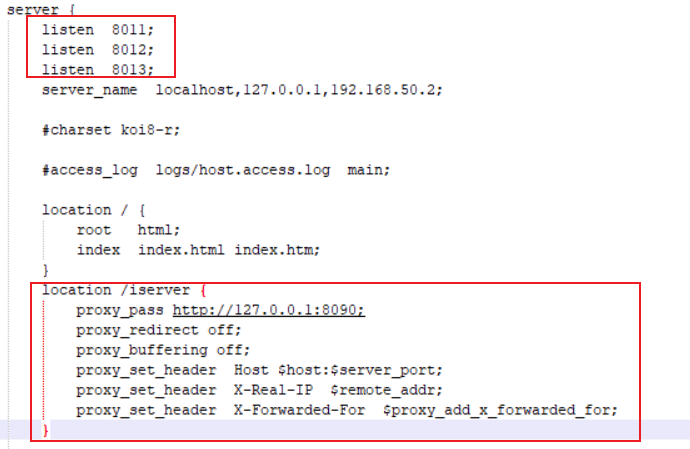 server {
listen 8011;
listen 8012;
listen 8013;
server_name localhost,127.0.0.1,192.168.50.2;
#charset koi8-r;
#access_log logs/host.access.log main;
location / {
root html;
index index.html index.htm;
}
location /iserver {
proxy_pass http://127.0.0.1:8090;
proxy_redirect off;
proxy_buffering off;
proxy_set_header Host $host:$server_port;
proxy_set_header X-Real-IP $remote_addr;
proxy_set_header X-Forwarded-For $proxy_add_x_forwarded_for;
}